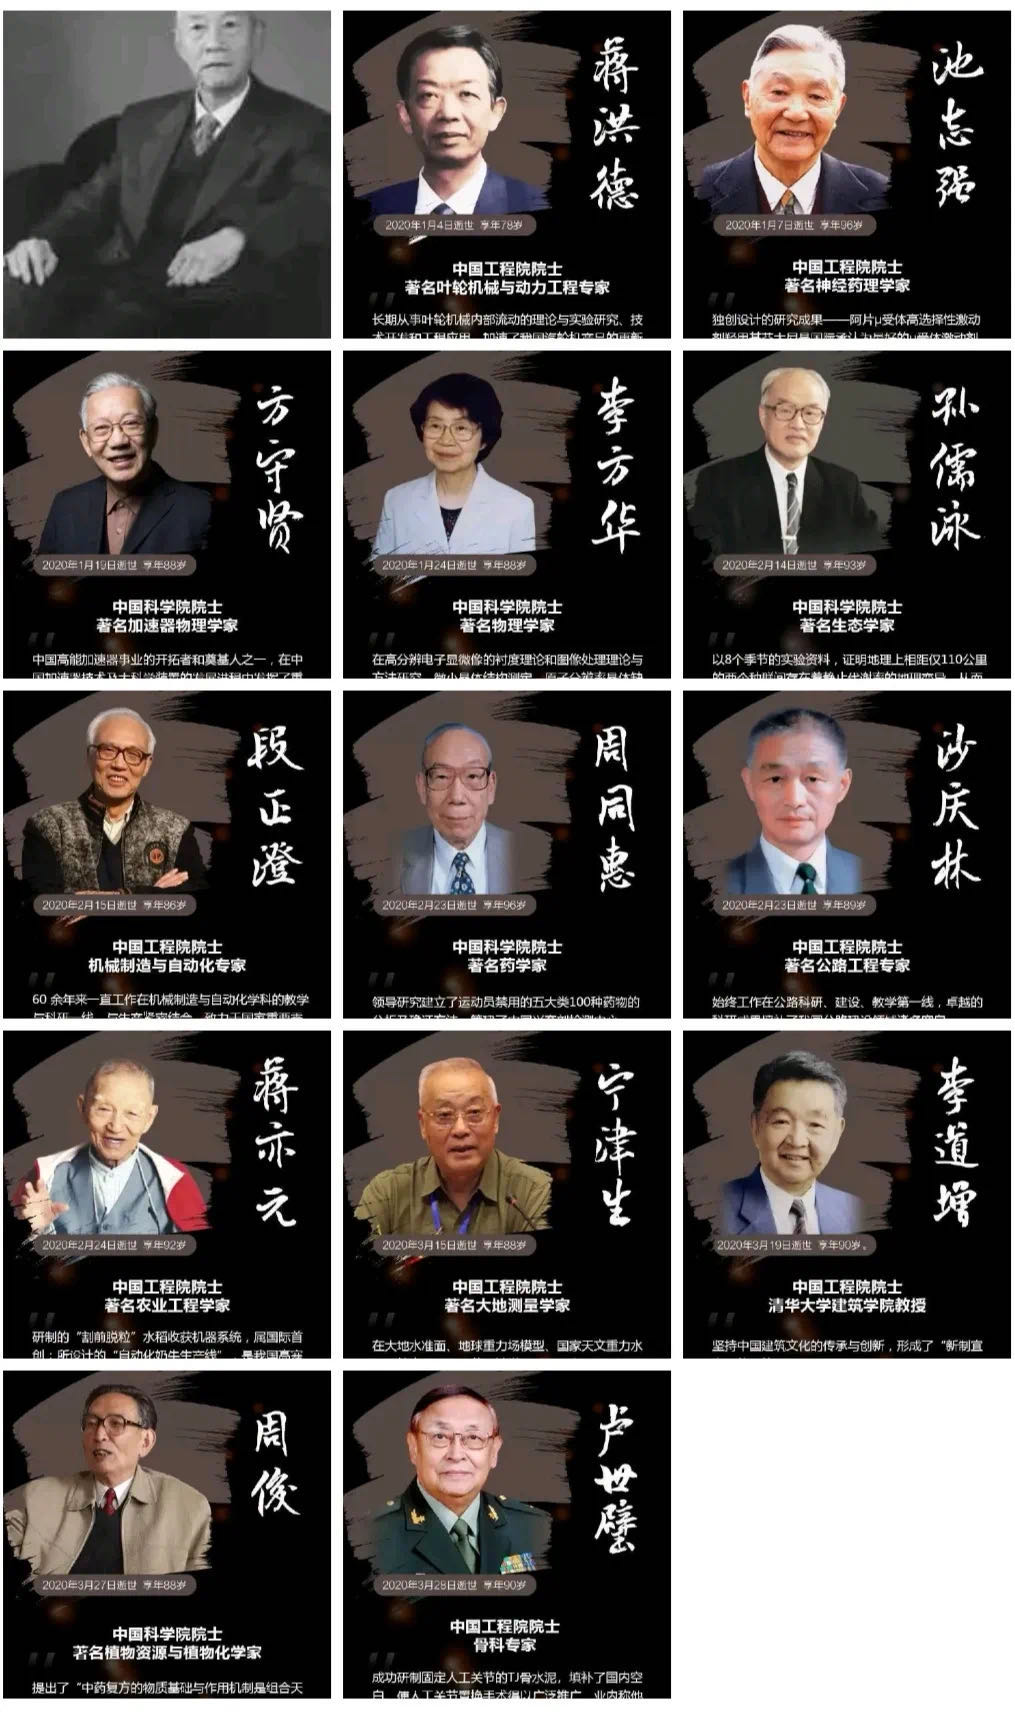 蒋洪德
2020年1月4日逝世 享年78岁
中国工程院院士
著名叶轮机械与动力工程专家
长期从事叶轮机械内部流动的理论与实验研究、技
池志强
2020年1月7日逝世 享年96岁
中国工程院院士
著名神经药理学家
独创设计的研究成果——阿片μ受体高选择性激动
方守贤
2020年1月19日逝世 享年88岁
中国科学院院士
著名加速器物理学家
中国高能加速器事业的开拓者和奠基人之一，在中
李方华
2020年1月24日逝世 享年88岁
中国科学院院士
著名物理学家
在高分辨电子显微像的衬度理论和图像处理理论与
孙儒泳
2020年2月14日逝世 享年93岁
中国科学院院士
著名生态学家
以8个季节的实验资料，证明地理上相距仅110公里
段正澄
2020年2月15日逝世 享年86岁
中国工程院院士
机械制造与自动化专家
60 余年来一直工作在机械制造与自动化学科的教学
周同惠
2020年2月23日逝世 享年96岁
中国科学院院士
著名药学家
领导研究建立了运动员禁用的五大类100种药物的
沙庆林
2020年2月23日逝世 享年89岁
中国工程院院士
著名公路工程专家
始终工作在公路科研、建设、教学第一线，卓越的
蒋亦元
2020年2月24日逝世 享年92岁
中国工程院院士
著名农业工程学家
研制的“割前脱粒”水稻收获机器系统，属国际首
创；所设计的“自动化奶牛生产线”，是我国高寒
宁津生
2020年3月15日逝世 享年88岁
中国工程院院士
著名大地测量学家
在大地水准面、地球重力场模型、国家天文重力水
李道增
2020年3月19日逝世 享年90岁。
中国工程院院士
清华大学建筑学院教授
坚持中国建筑文化的传承与创新，形成了“新制宜
周俊
2020年3月27日逝世 享年88岁
中国科学院院士
著名植物资源与植物化学家
提出了“中药复方的物质基础与作用机制是组合天
卢世璧
2020年3月28日逝世 享年90岁
中国工程院院士
骨科专家
成功研制固定人工关节的TJ骨水泥，填补了国内空
白，使人工关节置换手术得以广泛推广，业内称他